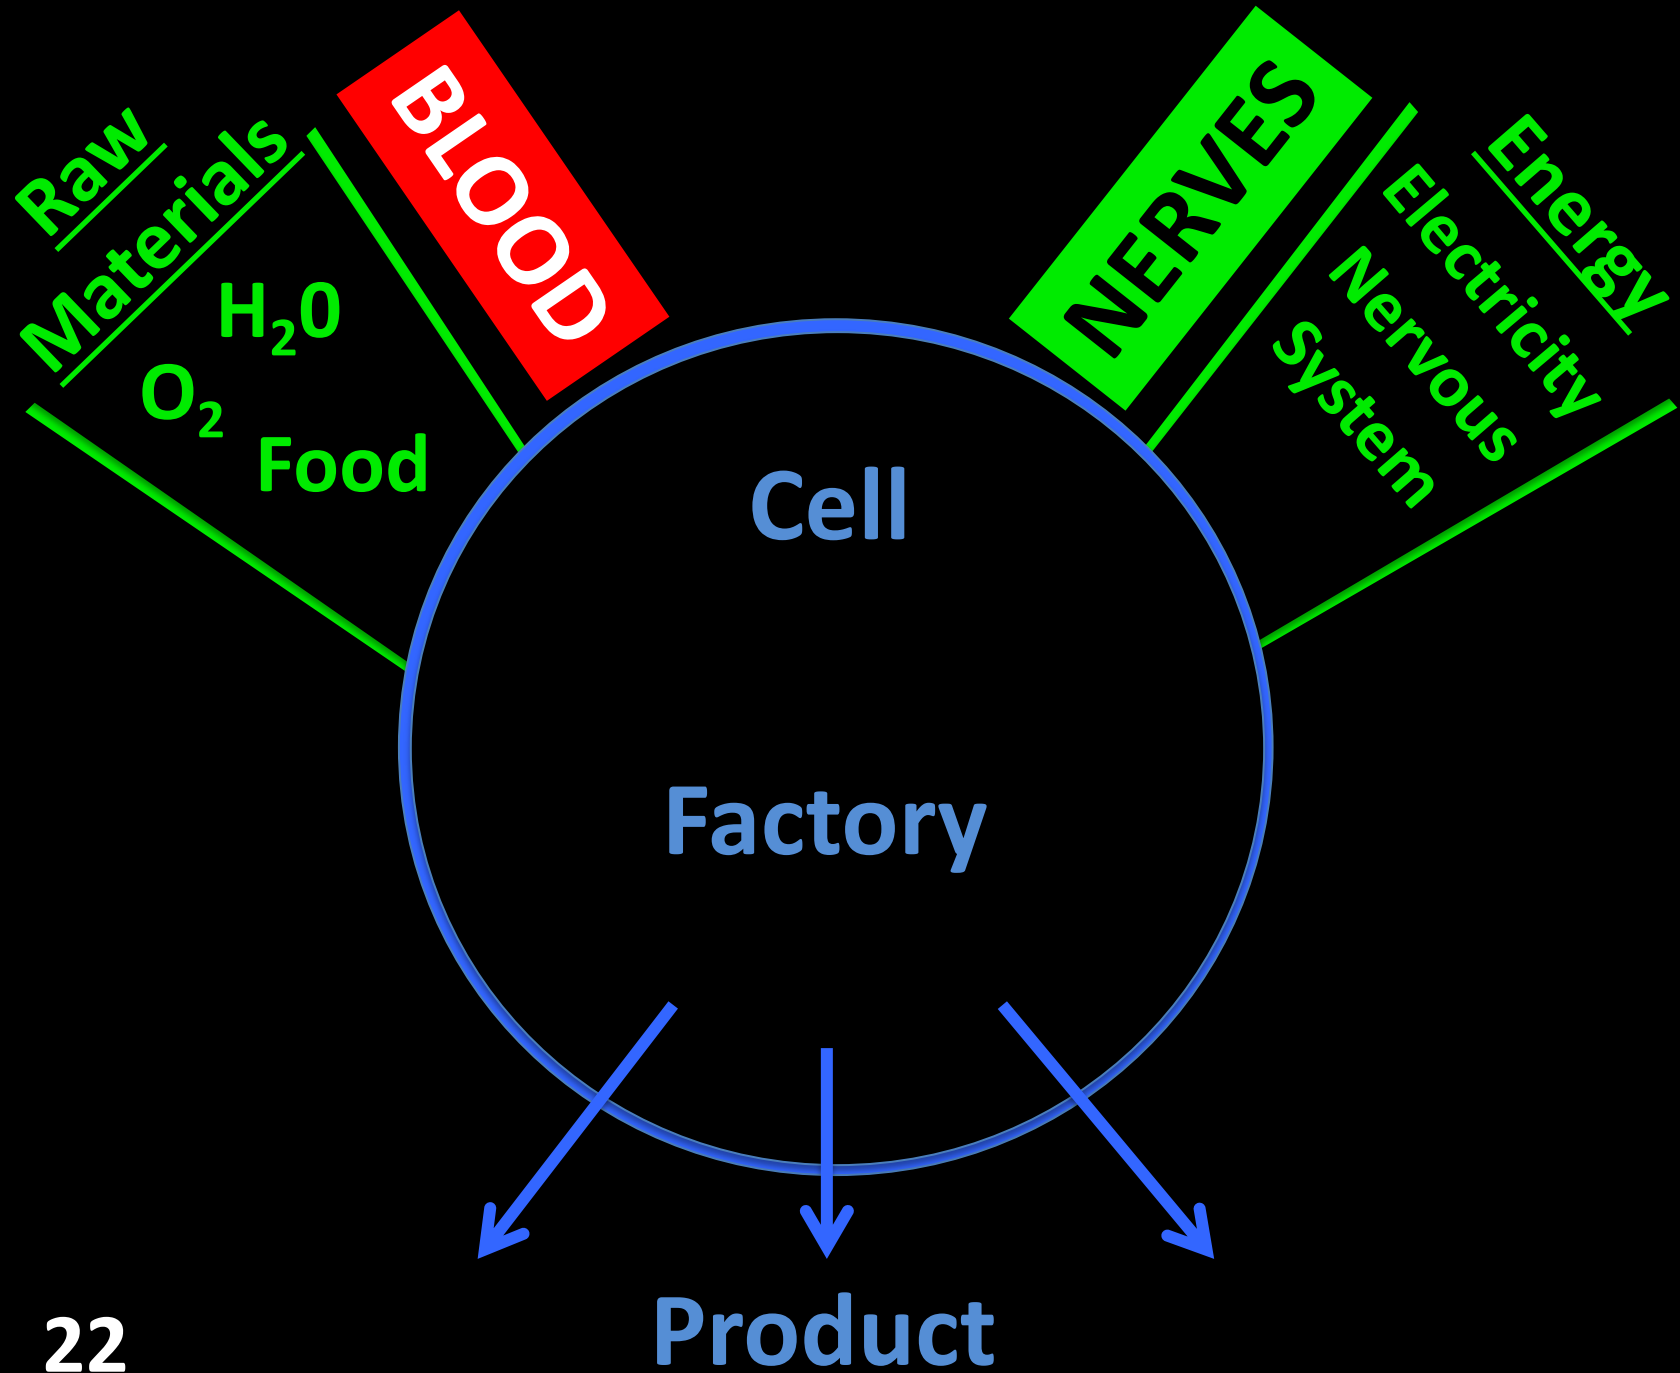 Raw
Materials
H₂0
O₂
Food
BLOOD
NERVES
Energy
Electricity
Nervous
System
Cell
Factory
Product
22